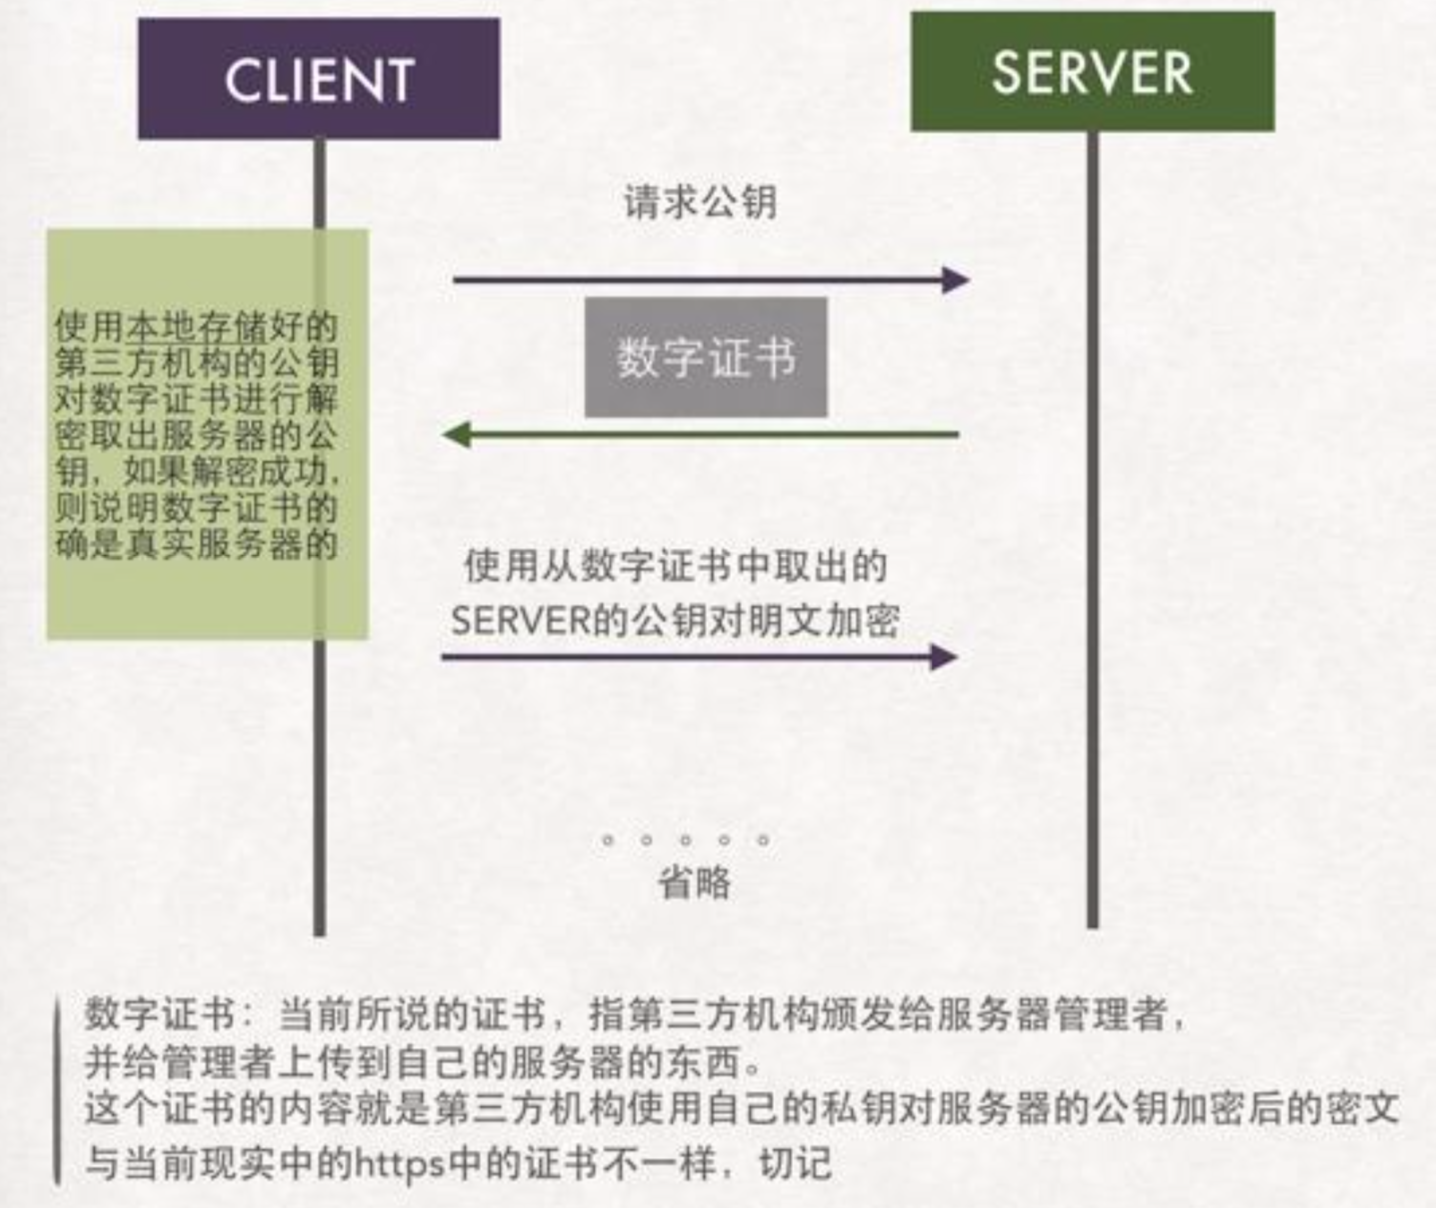 CLIENT
SERVER
请求公钥
数字证书
使用本地存储好的
第三方机构的公钥
对数字证书进行解
密取出服务器的公
钥，如果解密成功，
则说明数字证书的
确是真实服务器的
使用从数字证书中取出的
SERVER的公钥对明文加密
。。。。。
省略
数字证书：当前所说的证书，指第三方机构颁发给服务器管理者，
并给管理者上传到自己的服务器的东西。
这个证书的内容就是第三方机构使用自己的私钥对服务器的公钥加密后的密文
与当前现实中的https中的证书不一样，切记